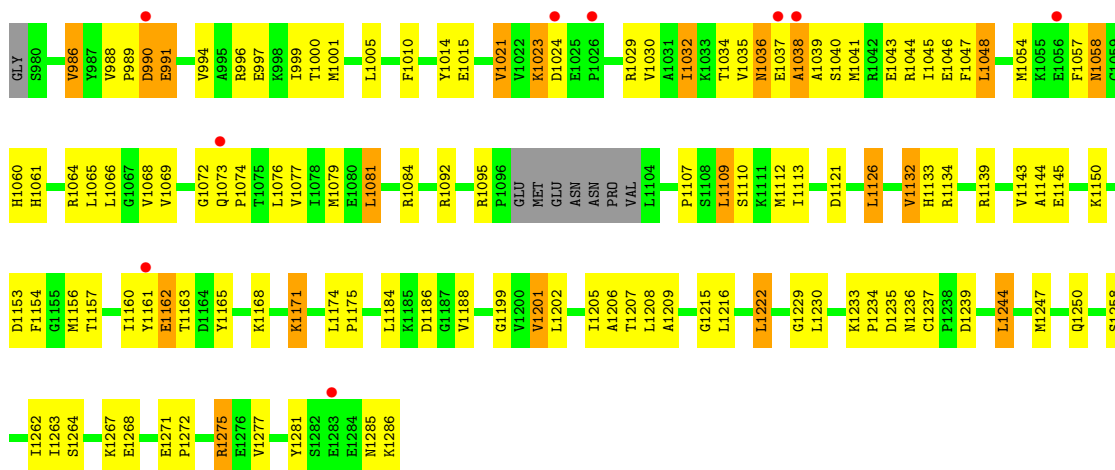 GLY S980 V986 Y987 V988 P989 D990 E991 V994 A995 R996 E997 K998 I999 T1000 M1001 L1005 F1010 Y1014 E1015 V1021 V1022 K1023 D1024 E1025 P1026 R1029 V1030 A1031 I1032 K1033 T1034 V1035 N1036 E1037 A1038 A1039 S1040 M1041 R1042 E1043 R1044 I1045 E1046 F1047 L1048 M1054 K1055 E1056 F1057 N1058 C1059
H1060 H1061 R1064 L1065 L1066 G1067 V1068 V1069 G1072 Q1073 P1074 T1075 L1076 V1077 I1078 M1079 E1080 L1081 R1084 R1092 R1095 P1096 GLU MET GLU ASN ASN PRO VAL L1104 P1107 S1108 L1109 S1110 K1111 M1112 I1113 D1121 L1126 V1132 H1133 R1134 R1139 V1143 A1144 E1145 K1150
D1153 F1154 G1155 M1156 T1157 I1160 Y1161 E1162 T1163 D1164 Y1165 K1168 K1171 L1174 P1175 L1184 K1185 D1186 G1187 V1188 G1199 V1200 V1201 L1202 I1205 A1206 T1207 L1208 A1209 G1215 L1216 L1222 G1229 L1230 K1233 P1234 D1235 N1236 C1237 P1238 D1239 L1244 M1247 Q1250 S1258
I1262 I1263 S1264 K1267 E1268 E1271 P1272 R1275 E1276 V1277 Y1281 S1282 E1283 E1284 N1285 K1286